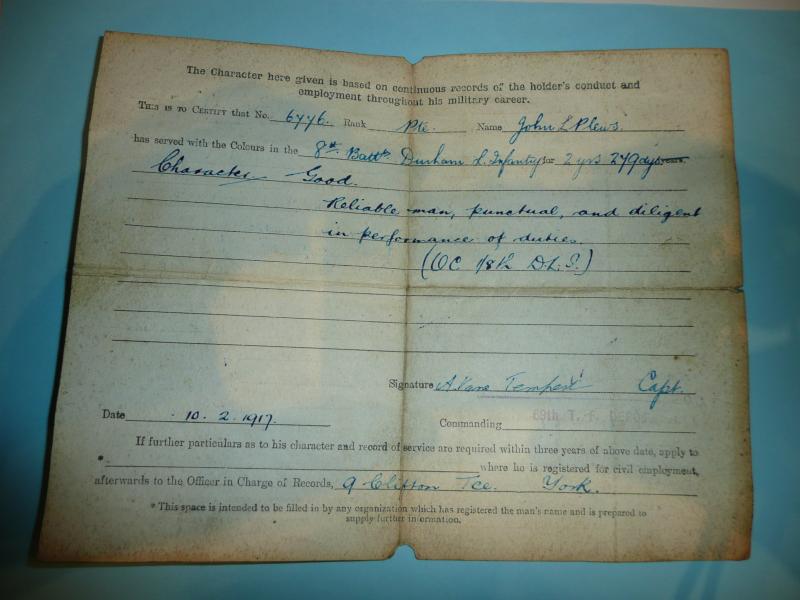 The Character here given is based on continuous records of the holder's conduct and
employment throughout his military career.
THIS IS TO CERTIFY that No. 6776. Rank Pte. Name John L Plews.
has served with the Colours in the 8th Battn. Durham L. Infantry for 2 yrs 279 dys years.
Character Good.
Reliable man, punctual, and diligent
in performance of duties.
(OC 1/8th D.L.I.)
Signature A Vane Tempest Capt.
Date 10. 2. 1917.
Commanding T. F. DEPOT
If further particulars as to his character and record of service are required within three years of above date, apply to
* where he is registered for civil employment,
afterwards to the Officer in Charge of Records, 9 Clifton Tce. York.
* This space is intended to be filled in by any organization which has registered the man's name and is prepared to
supply further information.